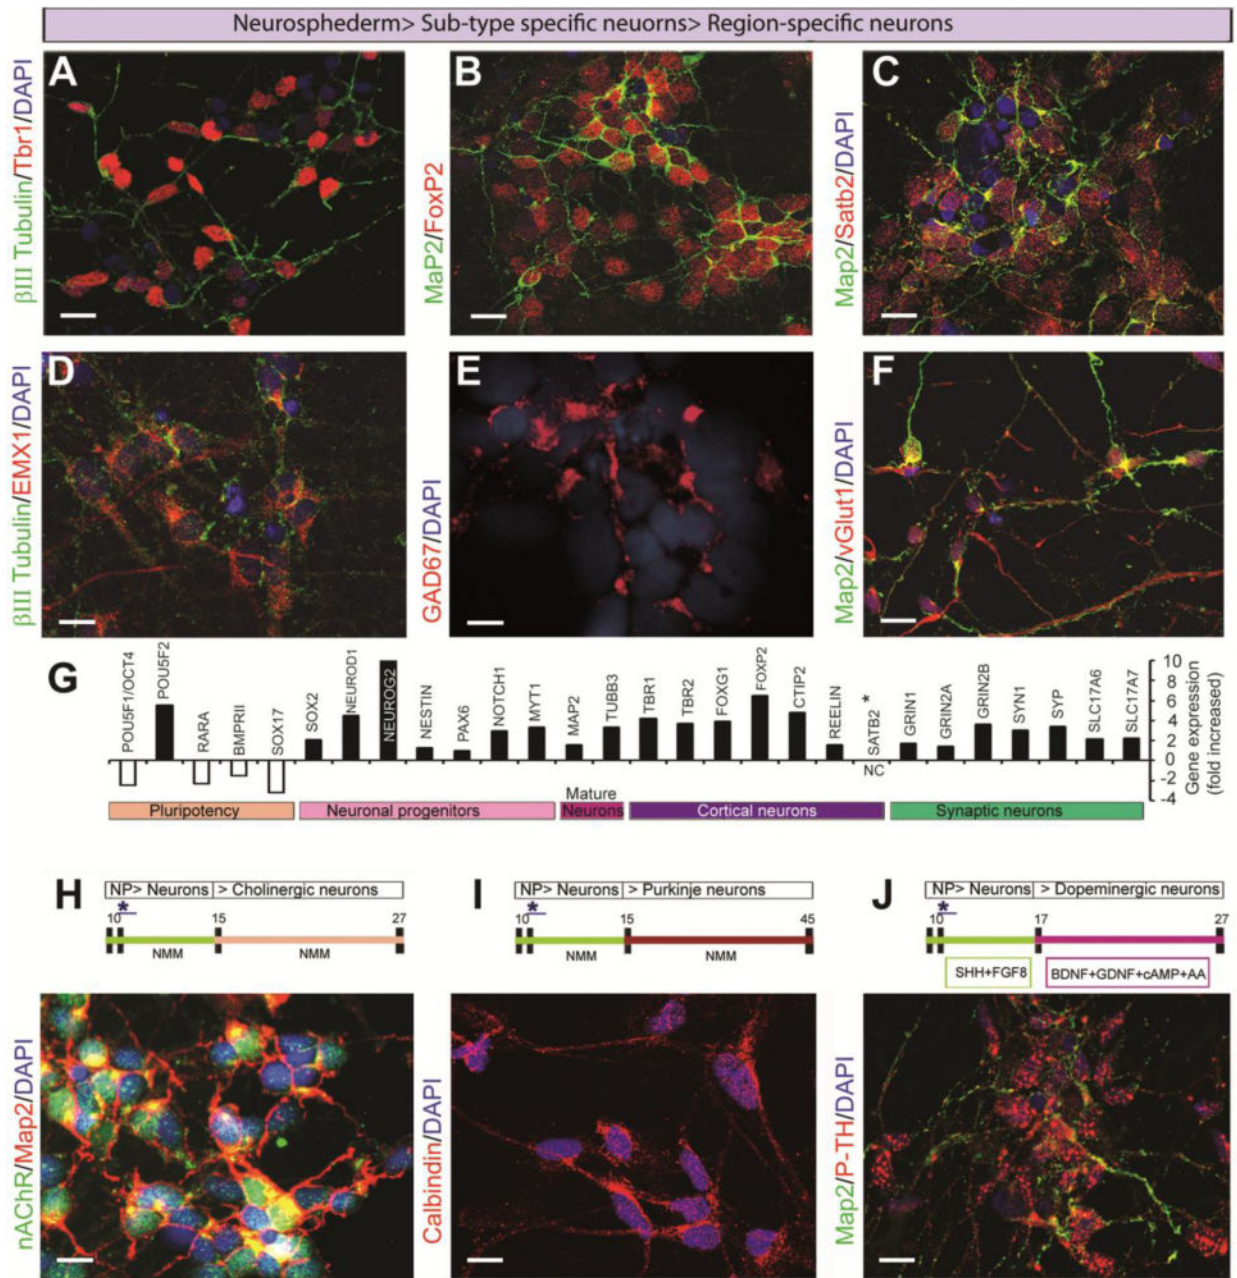 Neurosphederm> Sub-type specific neuorns> Region-specific neurons
A
βIII Tubulin/Tbr1/DAPI
B
MaP2/FoxP2
C
Map2/Satb2/DAPI
D
βIII Tubulin/EMX1/DAPI
E
GAD67/DAPI
F
Map2/vGlut1/DAPI
G
POU5F1/OCT4
POU5F2
RARA
BMPRII
SOX17
SOX2
NEUROD1
NEUROG2
NESTIN
PAX6
NOTCH1
MYT1
MAP2
TUBB3
TBR1
TBR2
FOXG1
FOXP2
CTIP2
REELIN
SATB2 *
NC
GRIN1
GRIN2A
GRIN2B
SYN1
SYP
SLC17A6
SLC17A7
10
8
6
4
2
0
-2
-4
Gene expression
(fold increased)
Pluripotency
Neuronal progenitors
Mature
Neurons
Cortical neurons
Synaptic neurons
H
NP> Neurons > Cholinergic neurons
*
10 15 27
NMM NMM
nAChR/Map2/DAPI
I
NP> Neurons > Purkinje neurons
*
10 15 45
NMM NMM
Calbindin/DAPI
J
NP> Neurons > Dopeminergic neurons
*
10 17 27
SHH+FGF8 BDNF+GDNF+cAMP+AA
Map2/P-TH/DAPI